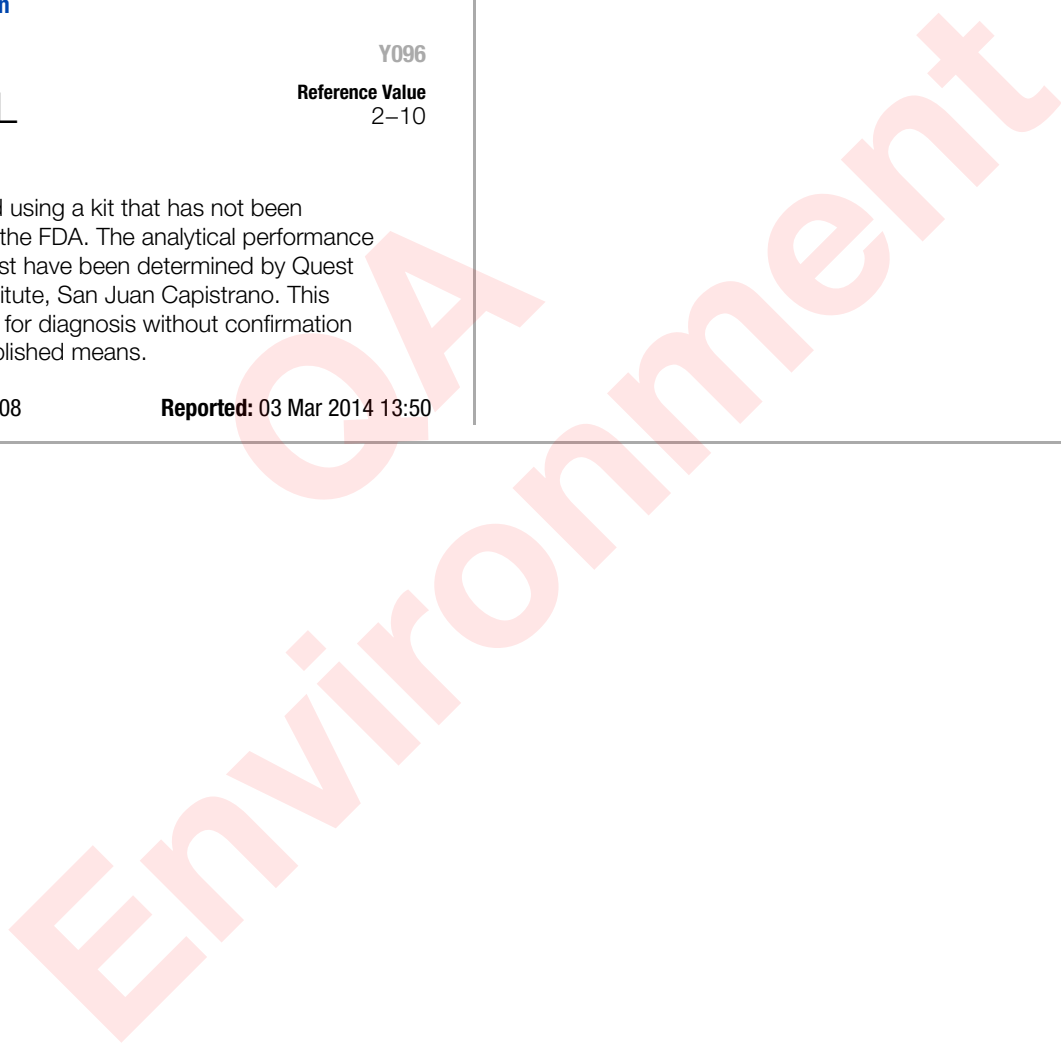 n
Y096
L
Reference Value
2–10
d using a kit that has not been
the FDA. The analytical performance
st have been determined by Quest
itute, San Juan Capistrano. This
for diagnosis without confirmation
blished means.
08 Reported: 03 Mar 2014 13:50
QA
Environment